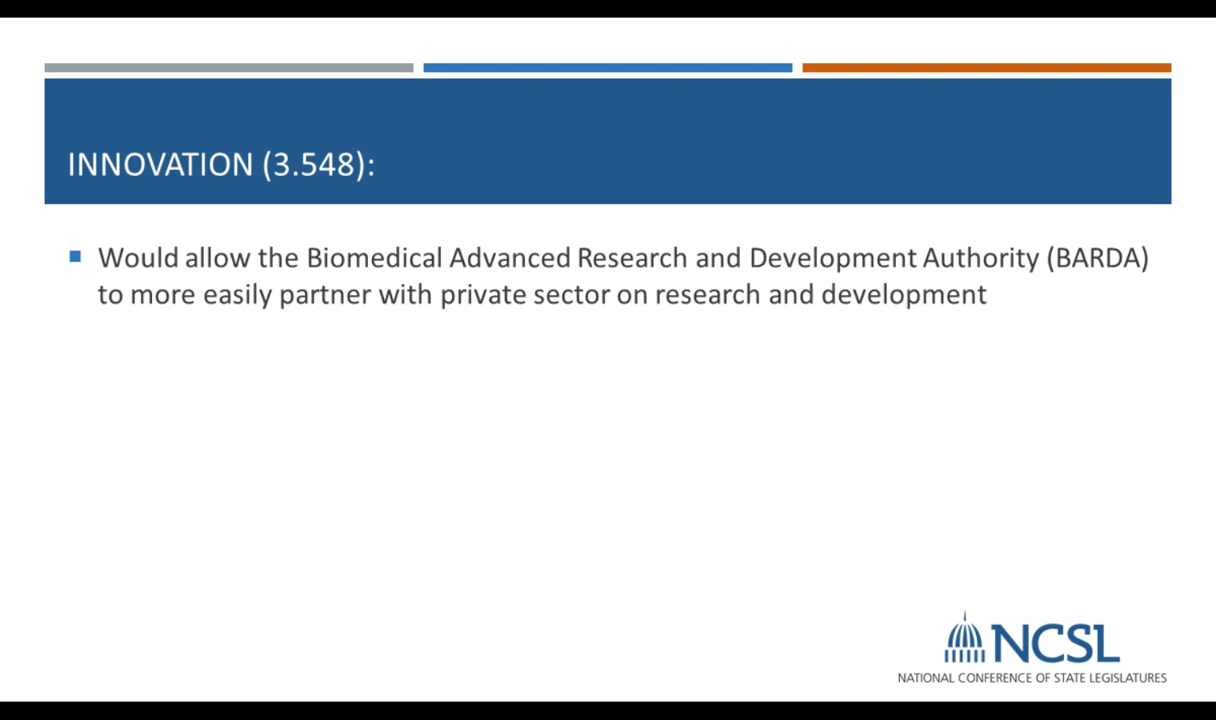 INNOVATION (3.548):
Would allow the Biomedical Advanced Research and Development Authority (BARDA)
to more easily partner with private sector on research and development
NCSL
NATIONAL CONFERENCE OF STATE LEGISLATURES